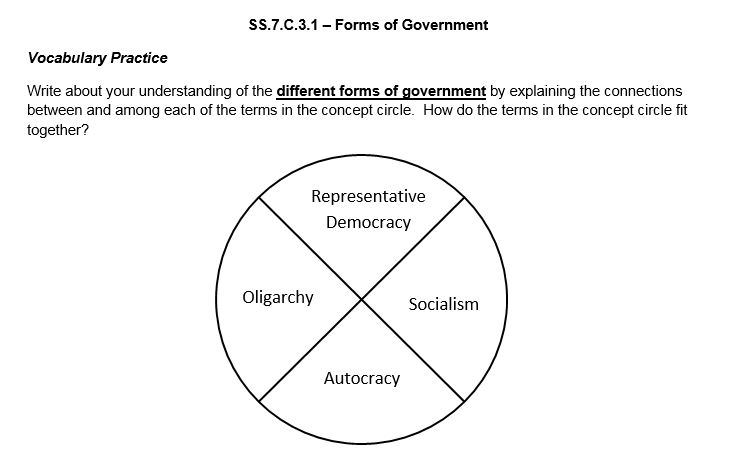 SS.7.C.3.1 – Forms of Government
Vocabulary Practice
Write about your understanding of the different forms of government by explaining the connections
between and among each of the terms in the concept circle.  How do the terms in the concept circle fit
together?
Representative
Democracy
Oligarchy
Socialism
Autocracy